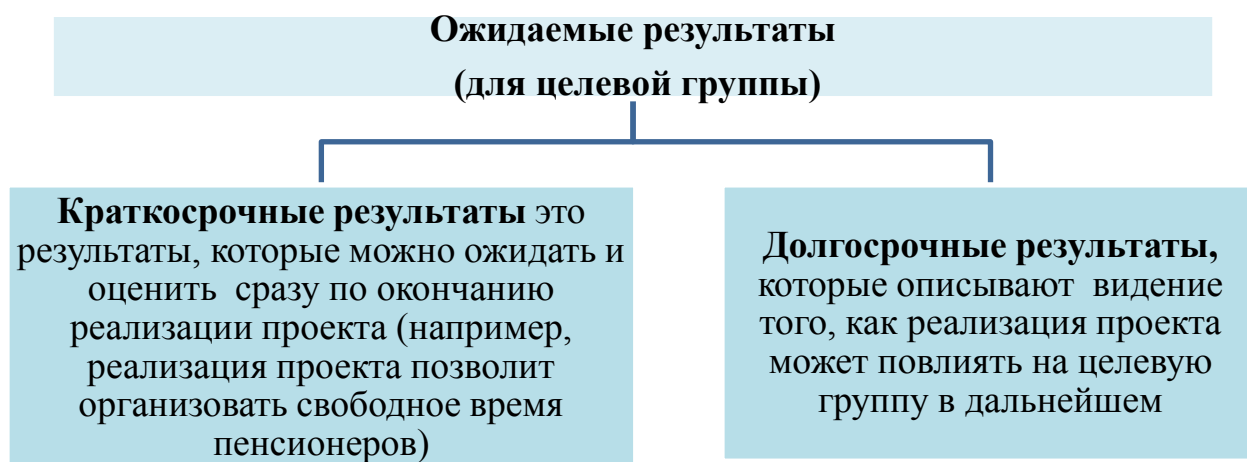 Ожидаемые результаты
(для целевой группы)
Краткосрочные результаты это
результаты, которые можно ожидать и
оценить сразу по окончанию
реализации проекта (например,
реализация проекта позволит
организовать свободное время
пенсионеров)
Долгосрочные результаты,
которые описывают видение
того, как реализация проекта
может повлиять на целевую
группу в дальнейшем